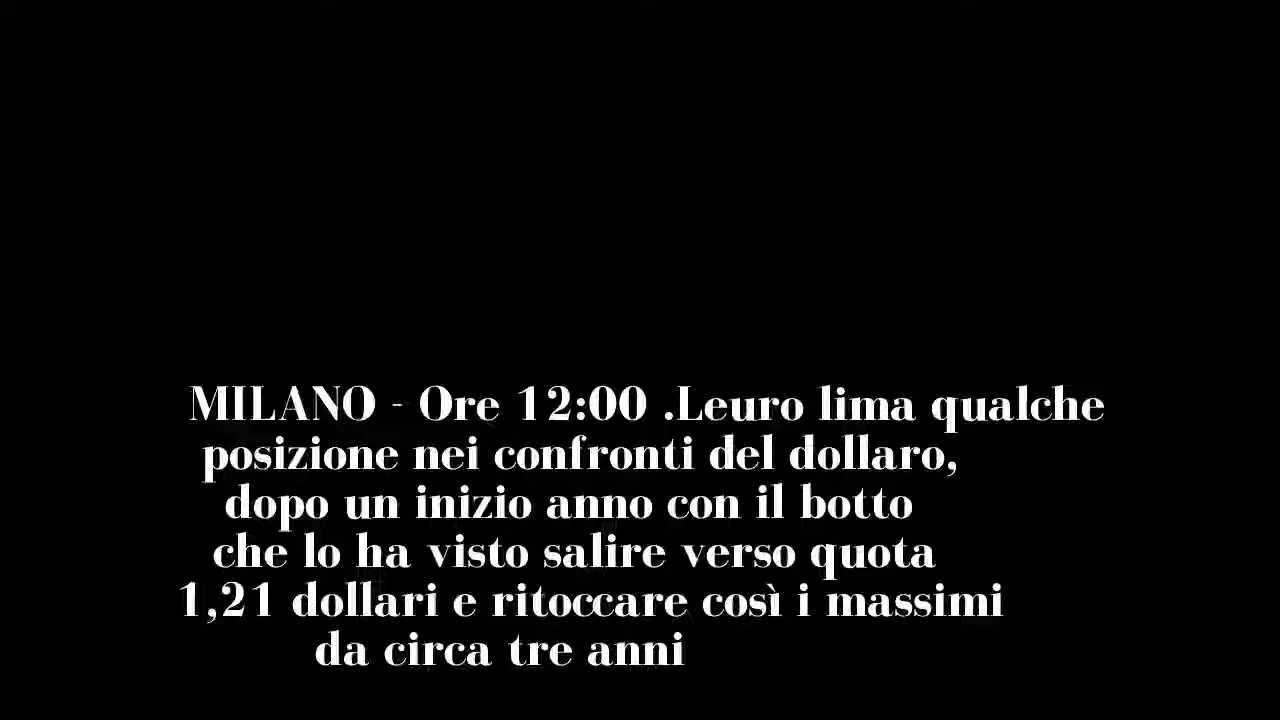 MILANO - Ore 12:00 .Leuro lima qualche
posizione nei confronti del dollaro,
dopo un inizio anno con il botto
che lo ha visto salire verso quota
1,21 dollari e ritoccare così i massimi
da circa tre anni